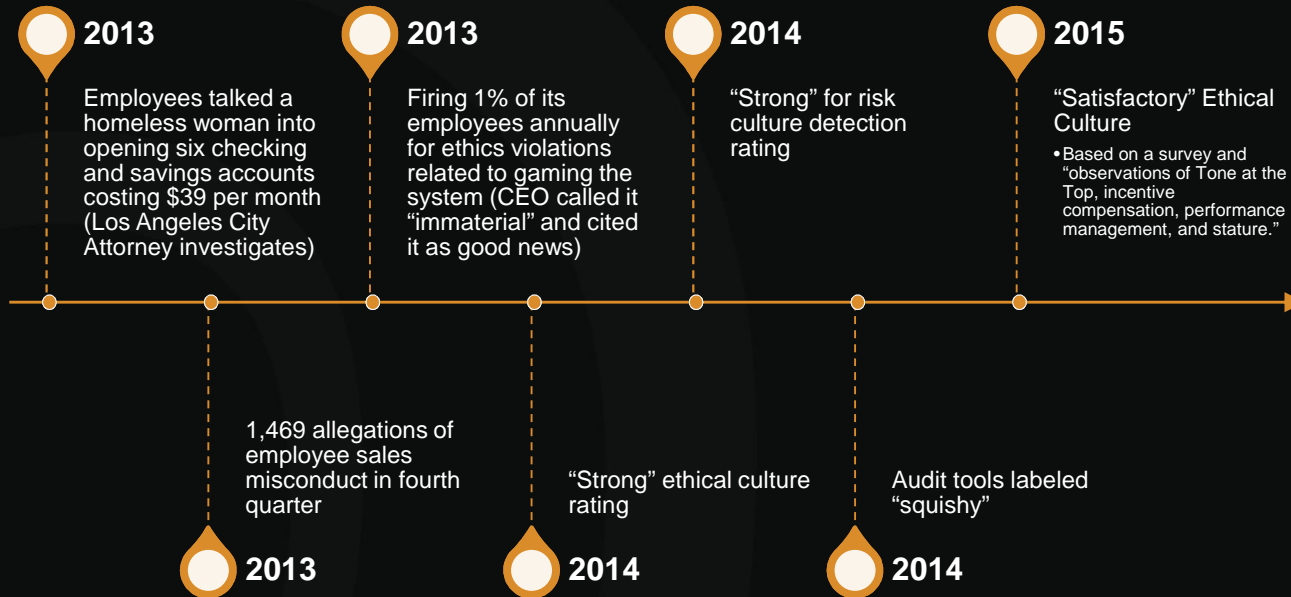 2013
Employees talked a
homeless woman into
opening six checking
and savings accounts
costing $39 per month
(Los Angeles City
Attorney investigates)
1,469 allegations of
employee sales
misconduct in fourth
quarter
2013
2013
Firing 1% of its
employees annually
for ethics violations
related to gaming the
system (CEO called it
“immaterial” and cited
it as good news)
“Strong” ethical culture
rating
2014
2014
“Strong” for risk
culture detection
rating
Audit tools labeled
“squishy”
2014
2015
“Satisfactory” Ethical
Culture
•Based on a survey and
“observations of Tone at the
Top, incentive
compensation, performance
management, and stature.”